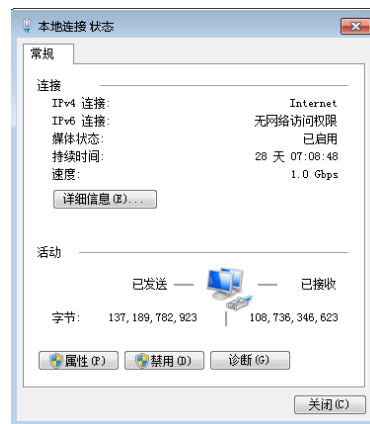 本地连接 状态
常规
连接
IPv4 连接: Internet
IPv6 连接: 无网络访问权限
媒体状态: 已启用
持续时间: 28 天 07:08:48
速度: 1.0 Gbps
详细信息(E)...
活动
已发送 — — 已接收
字节: 137,189,782,923 | 108,736,346,623
属性(P) 禁用(D) 诊断(G)
关闭(C)